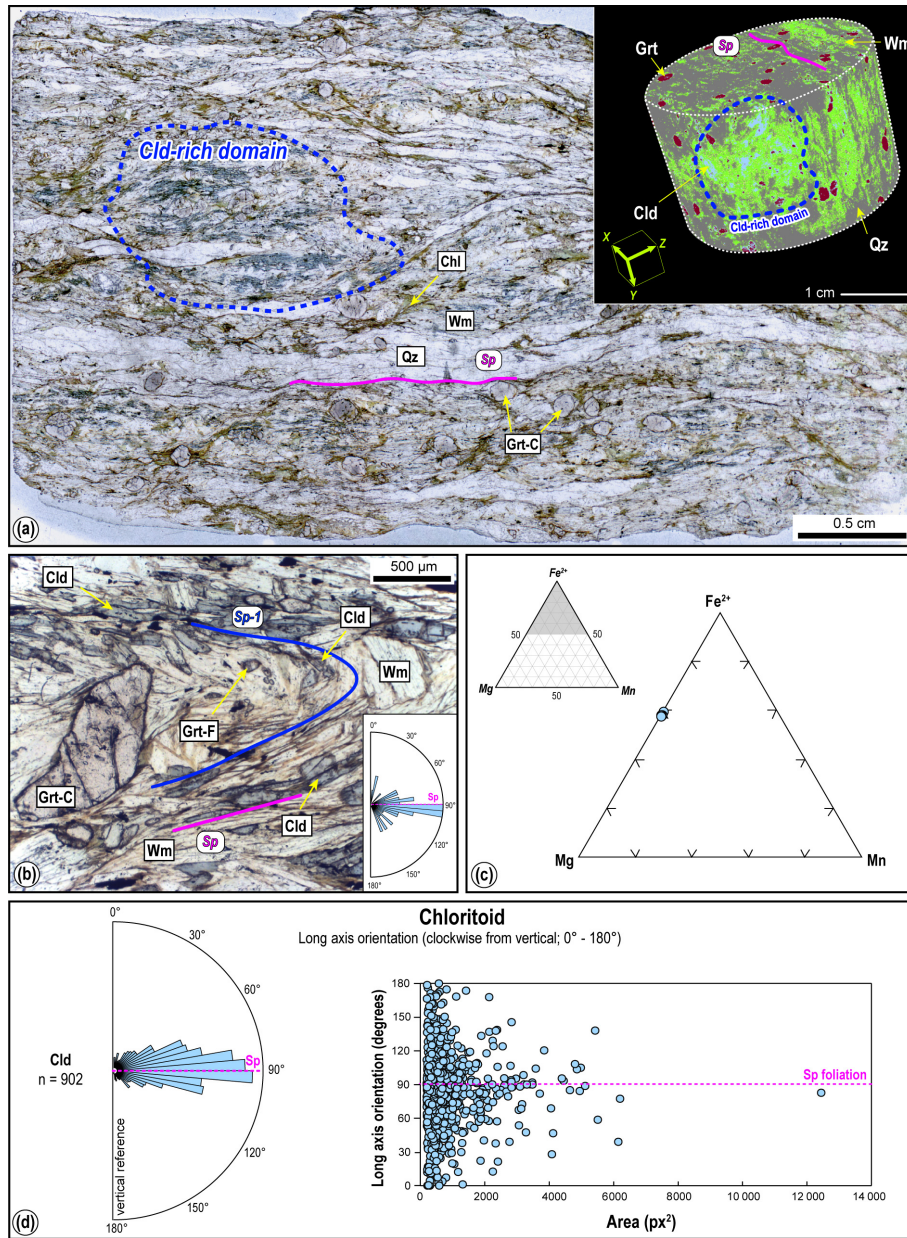 Cld-rich domain
Chl
Wm
Qz
Sp
Grt-C
0.5 cm
(a)
Grt
Sp
Wm
Cld
Cld-rich domain
Qz
X
Z
Y
1 cm
Cld
500 µm
Sp-1
Cld
Wm
Grt-F
Grt-C
Cld
Wm
Sp
0°
30°
60°
Sp
90°
120°
150°
180°
(b)
Fe²⁺
50
50
Mg
50
Mn
Fe²⁺
Mg
Mn
(c)
Chloritoid
Long axis orientation (clockwise from vertical; 0° - 180°)
0°
30°
60°
Sp
90°
120°
150°
180°
Cld
n = 902
vertical reference
Long axis orientation (degrees)
180
150
120
90
60
30
0
Sp foliation
0
2000
4000
6000
8000
10 000
12 000
14 000
Area (px²)
(d)